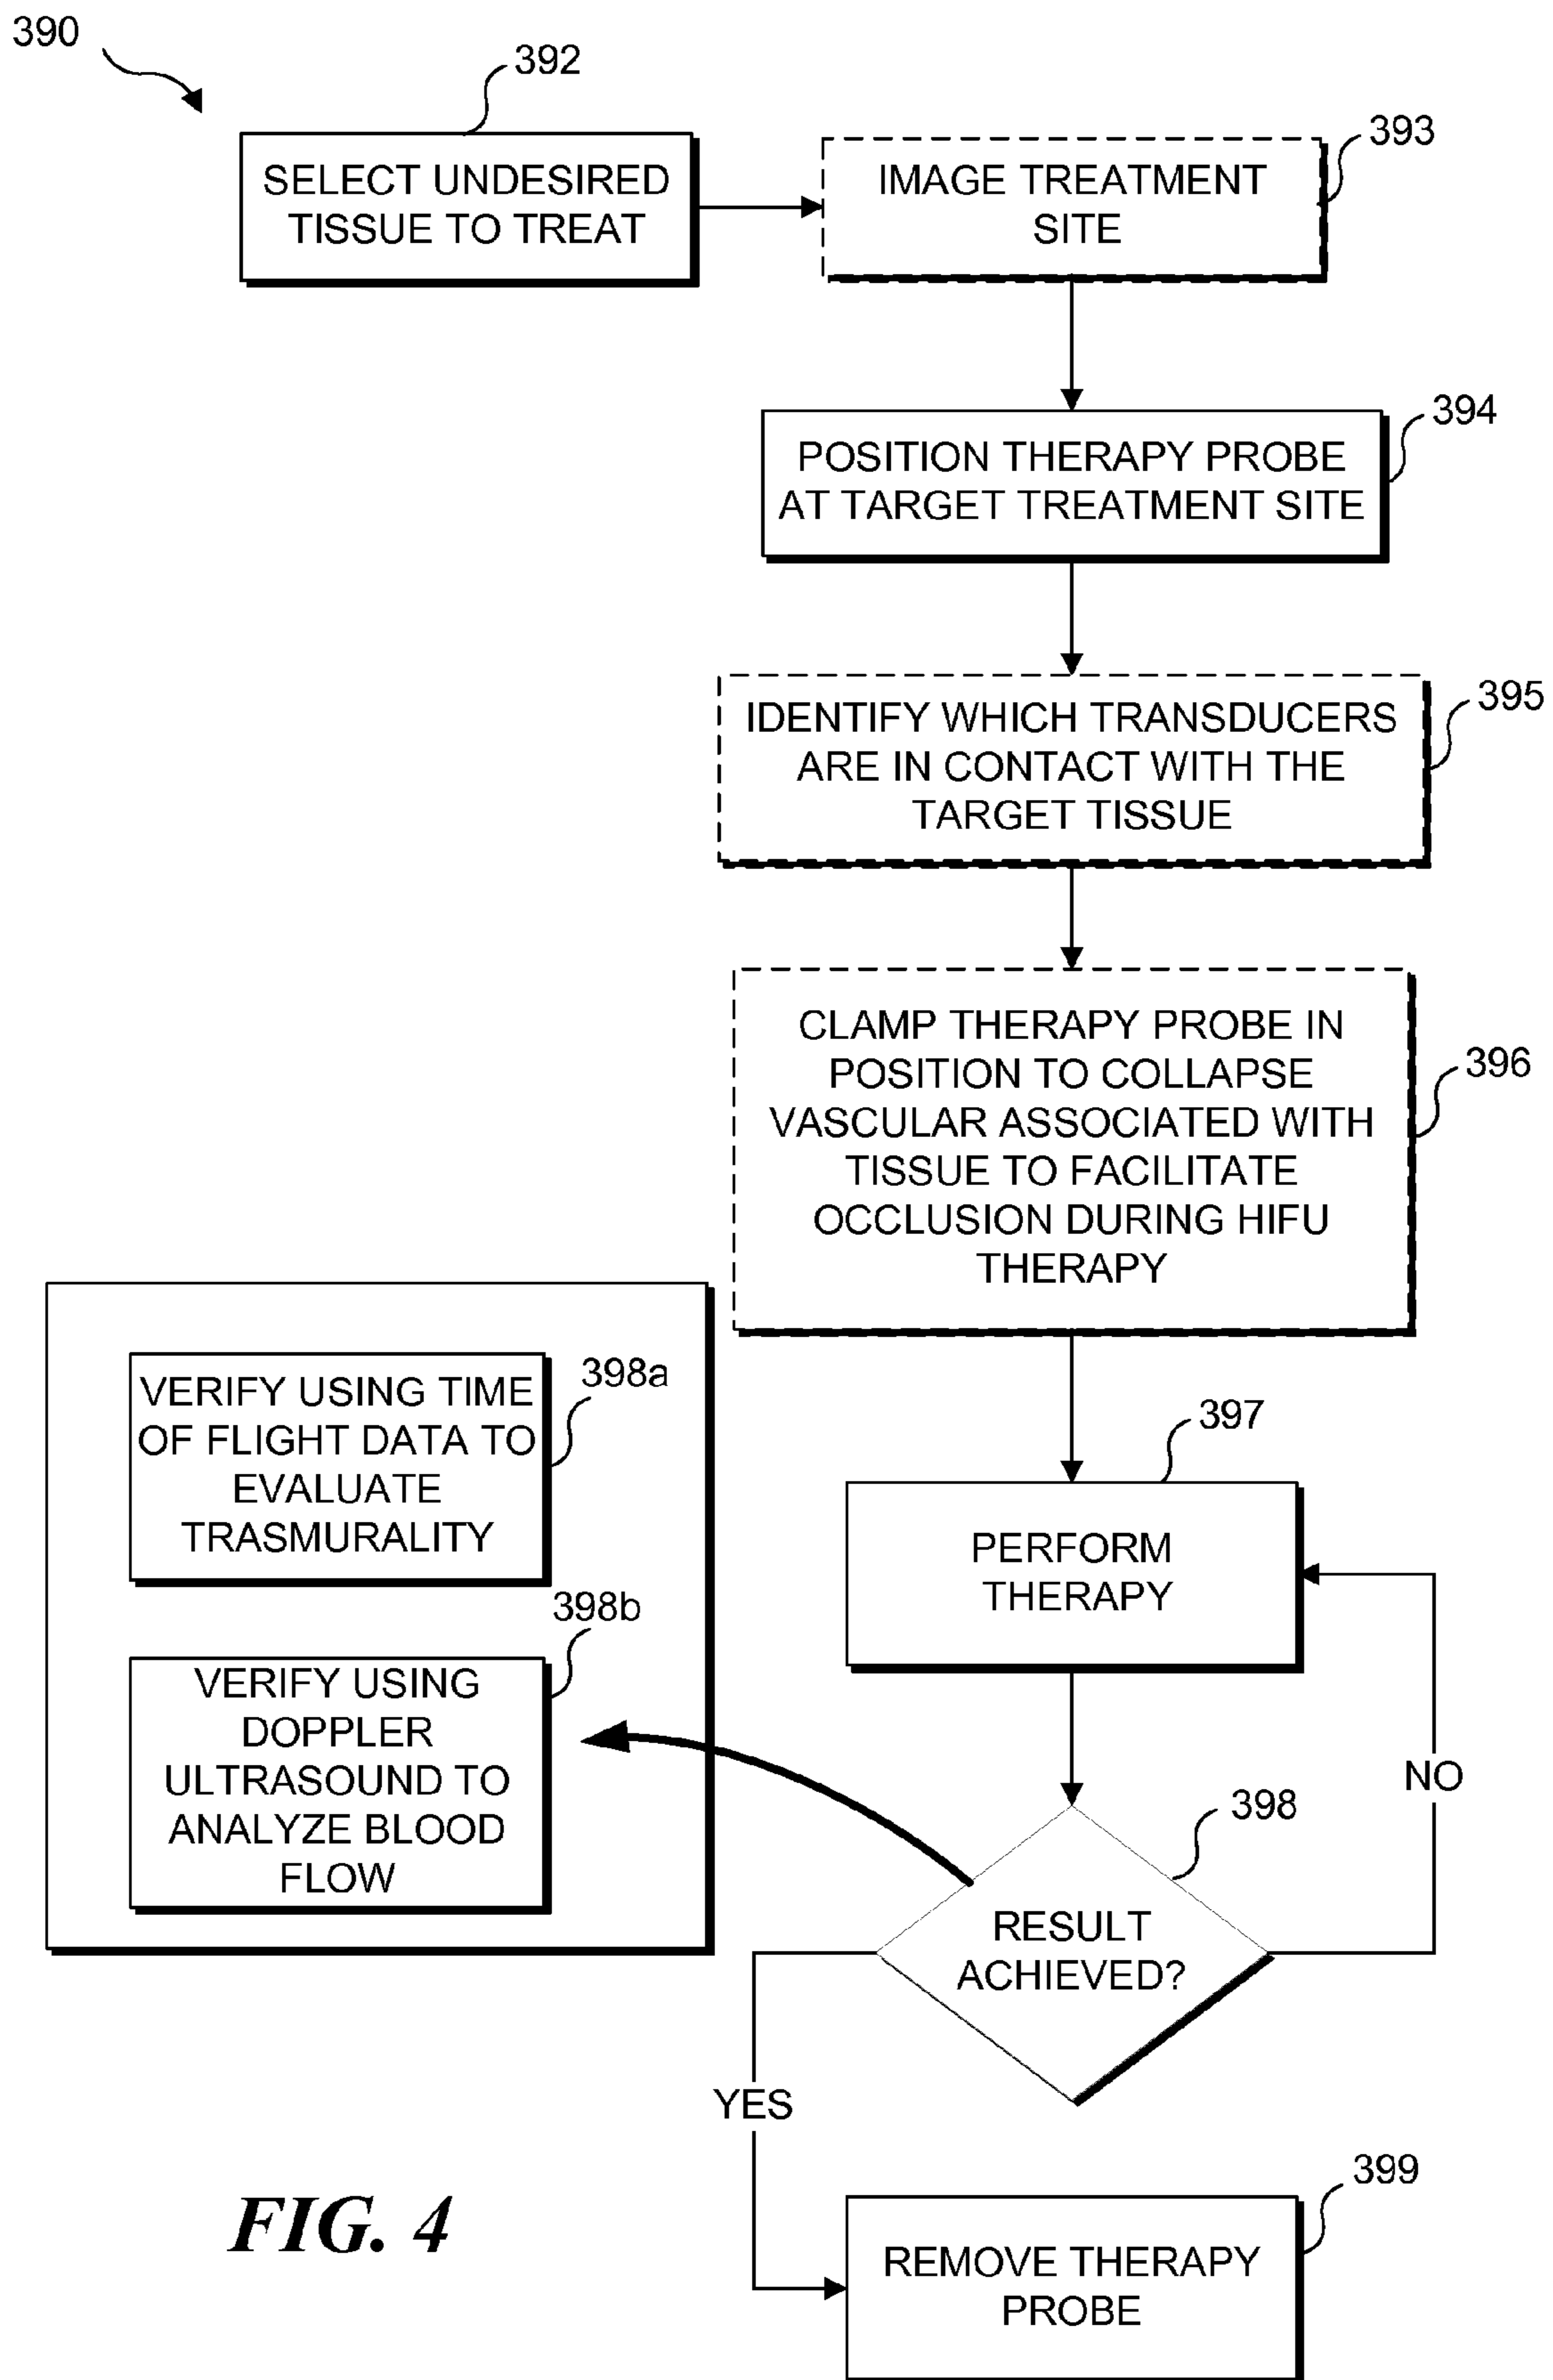 390
392
SELECT UNDESIRED
TISSUE TO TREAT
393
IMAGE TREATMENT
SITE
394
POSITION THERAPY PROBE
AT TARGET TREATMENT SITE
395
IDENTIFY WHICH TRANSDUCERS
ARE IN CONTACT WITH THE
TARGET TISSUE
396
CLAMP THERAPY PROBE IN
POSITION TO COLLAPSE
VASCULAR ASSOCIATED WITH
TISSUE TO FACILITATE
OCCLUSION DURING HIFU
THERAPY
398a
VERIFY USING TIME
OF FLIGHT DATA TO
EVALUATE
TRASMURALITY
398b
VERIFY USING
DOPPLER
ULTRASOUND TO
ANALYZE BLOOD
FLOW
397
PERFORM
THERAPY
NO
398
RESULT
ACHIEVED?
YES
399
REMOVE THERAPY
PROBE
FIG. 4